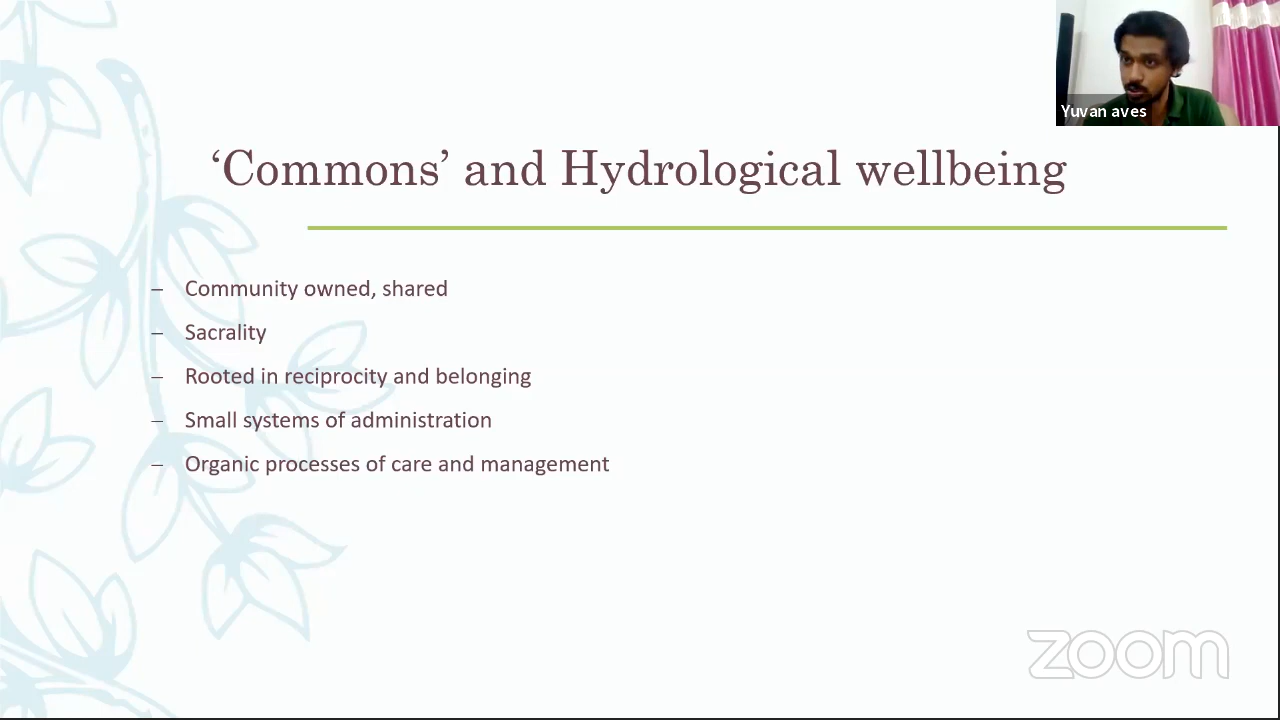 Yuvan aves
‘Commons’ and Hydrological wellbeing
– Community owned, shared
– Sacrality
– Rooted in reciprocity and belonging
– Small systems of administration
– Organic processes of care and management
zoom